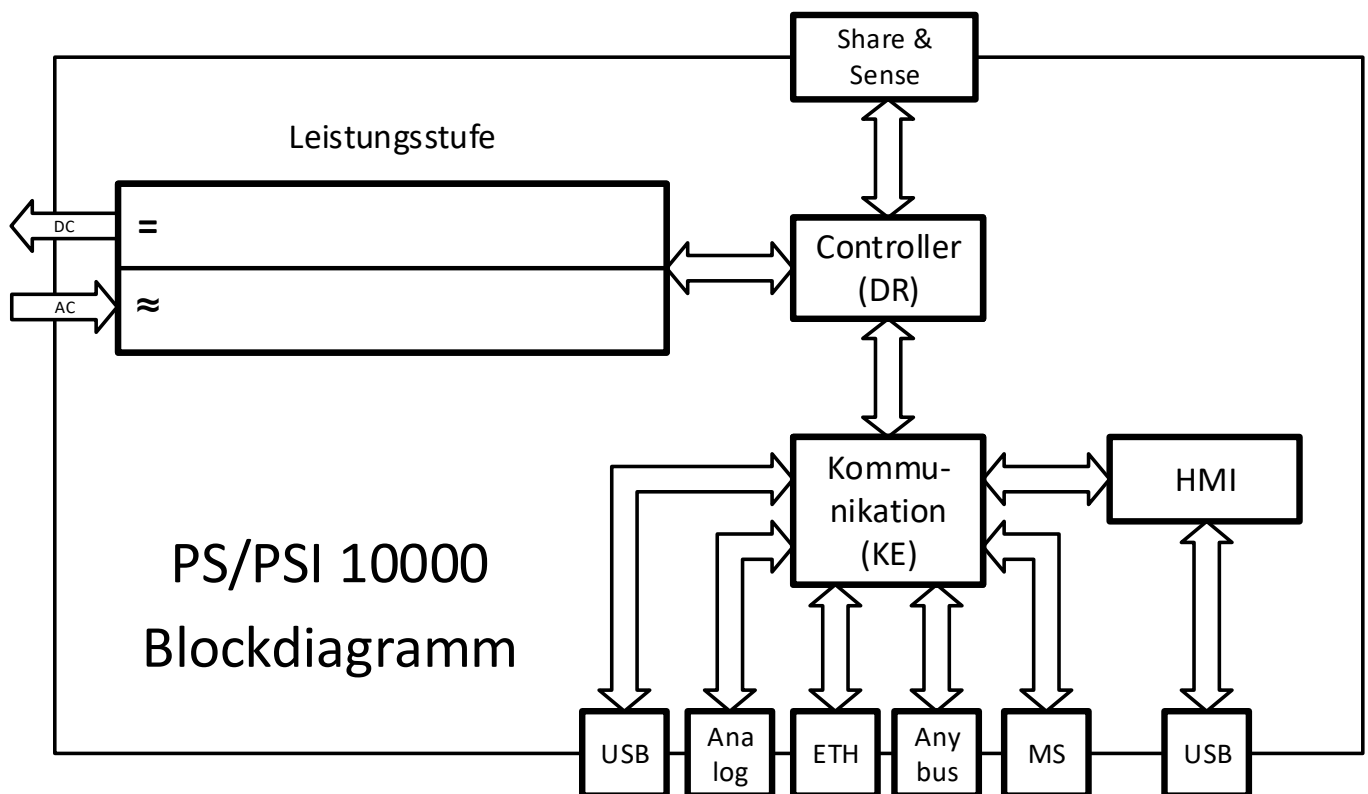 Share &
Sense
Leistungsstufe
DC
=
AC
≈
Controller
(DR)
Kommu-
nikation
(KE)
HMI
PS/PSI 10000
Blockdiagramm
USB
Ana
log
ETH
Any
bus
MS
USB